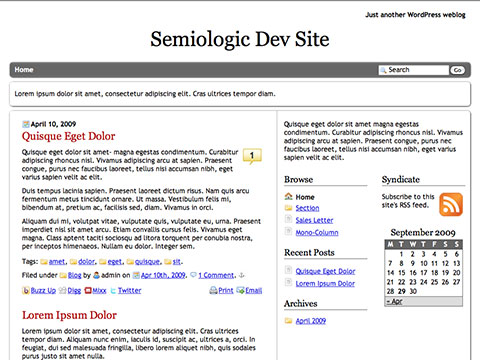 Just another WordPress weblog
Semiologic Dev Site
Home
Search
Go
Lorem ipsum dolor sit amet, consectetur adipiscing elit. Cras ultrices tempor diam.
April 10, 2009
Quisque Eget Dolor
1
Quisque eget dolor sit amet- magna egestas condimentum. Curabitur
adipiscing rhoncus nisl. Vivamus adipiscing arcu at sapien. Praesent
congue, purus nec faucibus laoreet, tellus nisi accumsan nibh, eget
varius sapien velit ac elit.
Duis tempus lacinia sapien. Praesent laoreet dictum risus. Nam quis arcu
fermentum metus tincidunt ornare. Ut massa. Vestibulum felis mi,
bibendum at, pretium ac, facilisis sed, diam. Vivamus in orci.
Aliquam dui mi, volutpat vitae, vulputate quis, vulputate eu, urna. Praesent
imperdiet nisl sit amet arcu. Etiam convallis cursus felis. Vivamus eget
magna. Class aptent taciti sociosqu ad litora torquent per conubia nostra,
per inceptos himenaeos. Nullam eu dolor. Integer sem.
Tags: amet, dolor, eget, quisque, sit.
Filed under Blog by admin on Apr 10th, 2009. 1 Comment.
Buzz Up Digg Mixx Twitter Print Email
Lorem Ipsum Dolor
Lorem ipsum dolor sit amet, consectetur adipiscing elit. Cras ultrices tempor
diam. Aliquam nunc enim, iaculis id, suscipit ac, ultrices a, orci. In
feugiat, dui sed malesuada fringilla, libero lorem aliquet nibh, quis sodales
purus justo sit amet nulla.
Quisque eget dolor sit amet magna egestas
condimentum. Curabitur adipiscing rhoncus nisl.
Vivamus adipiscing arcu at sapien. Praesent congue,
purus nec faucibus laoreet, tellus nisi accumsan nibh,
eget varius sapien velit ac elit.
Browse
Home
Section
Sales Letter
Mono-Column
Recent Posts
Quisque Eget Dolor
Lorem Ipsum Dolor
Archives
April 2009
Syndicate
Subscribe to this
site's RSS feed.
September 2009
M T W T F S S
1 2 3 4 5 6
7 8 9 10 11 12 13
14 15 16 17 18 19 20
21 22 23 24 25 26 27
28 29 30
« Apr